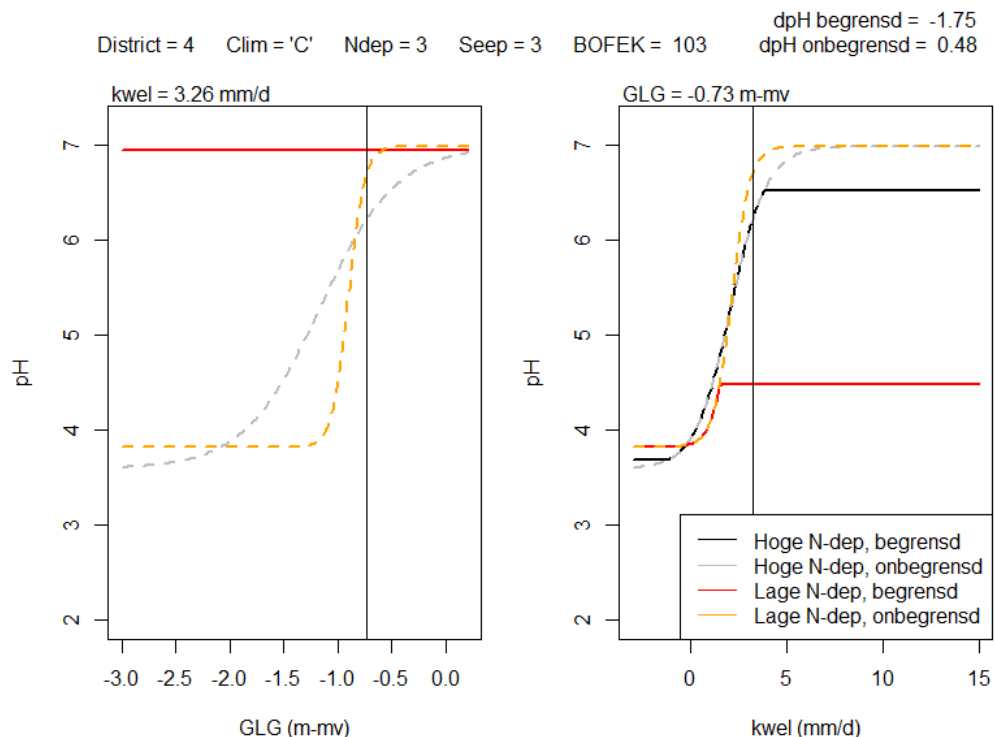 dpH begrensd = -1.75
District = 4 Clim = 'C' Ndep = 3 Seep = 3 BOFEK = 103 dpH onbegrensd = 0.48
kwel = 3.26 mm/d
GLG = -0.73 m-mv
pH
7
6
5
4
3
2
-3.0 -2.5 -2.0 -1.5 -1.0 -0.5 0.0
GLG (m-mv)
pH
7
6
5
4
3
2
0 5 10 15
kwel (mm/d)
Hoge N-dep, begrensd
Hoge N-dep, onbegrensd
Lage N-dep, begrensd
Lage N-dep, onbegrensd